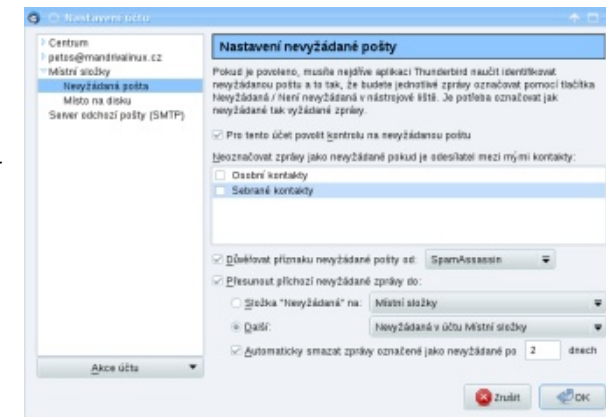 Nastavení účtu
Centrum
petos@mandrivalinux.cz
Místní složky
Nevyžádaná pošta
Místo na disku
Server odchozí pošty (SMTP)
Akce účtu
Nastavení nevyžádané pošty
Pokud je povoleno, musíte nejdříve aplikaci Thunderbird naučit identifikovat
nevyžádanou poštu a to tak, že budete jednotlivé zprávy označovat pomocí tlačítka
Nevyžádaná / Není nevyžádaná v nástrojové liště. Je potřeba označovat jak
nevyžádané tak vyžádané zprávy.
Pro tento účet povolit kontrolu na nevyžádanou poštu
Neoznačovat zprávy jako nevyžádané pokud je odesílatel mezi mými kontakty:
Osobní kontakty
Sebrané kontakty
Důvěřovat příznaku nevyžádané pošty od: SpamAssassin
Přesunout příchozí nevyžádané zprávy do:
Složka "Nevyžádaná" na: Místní složky
Další: Nevyžádaná v účtu Místní složky
Automaticky smazat zprávy označené jako nevyžádané po 2 dnech
Zrušit OK